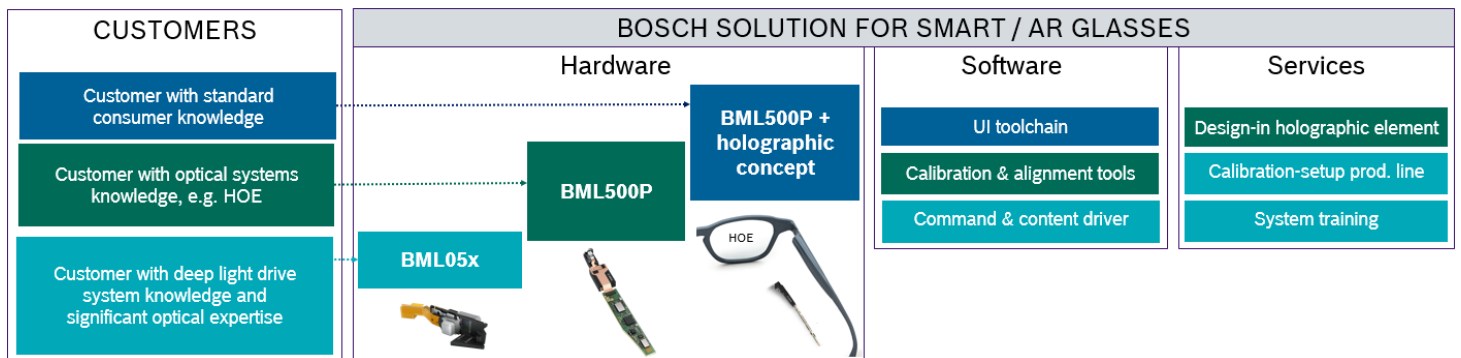 CUSTOMERS
Customer with standard
consumer knowledge
Customer with optical systems
knowledge, e.g. HOE
Customer with deep light drive
system knowledge and
significant optical expertise
BOSCH SOLUTION FOR SMART / AR GLASSES
Hardware
BML05x
BML500P
BML500P +
holographic
concept
HOE
Software
UI toolchain
Calibration & alignment tools
Command & content driver
Services
Design-in holographic element
Calibration-setup prod. line
System training